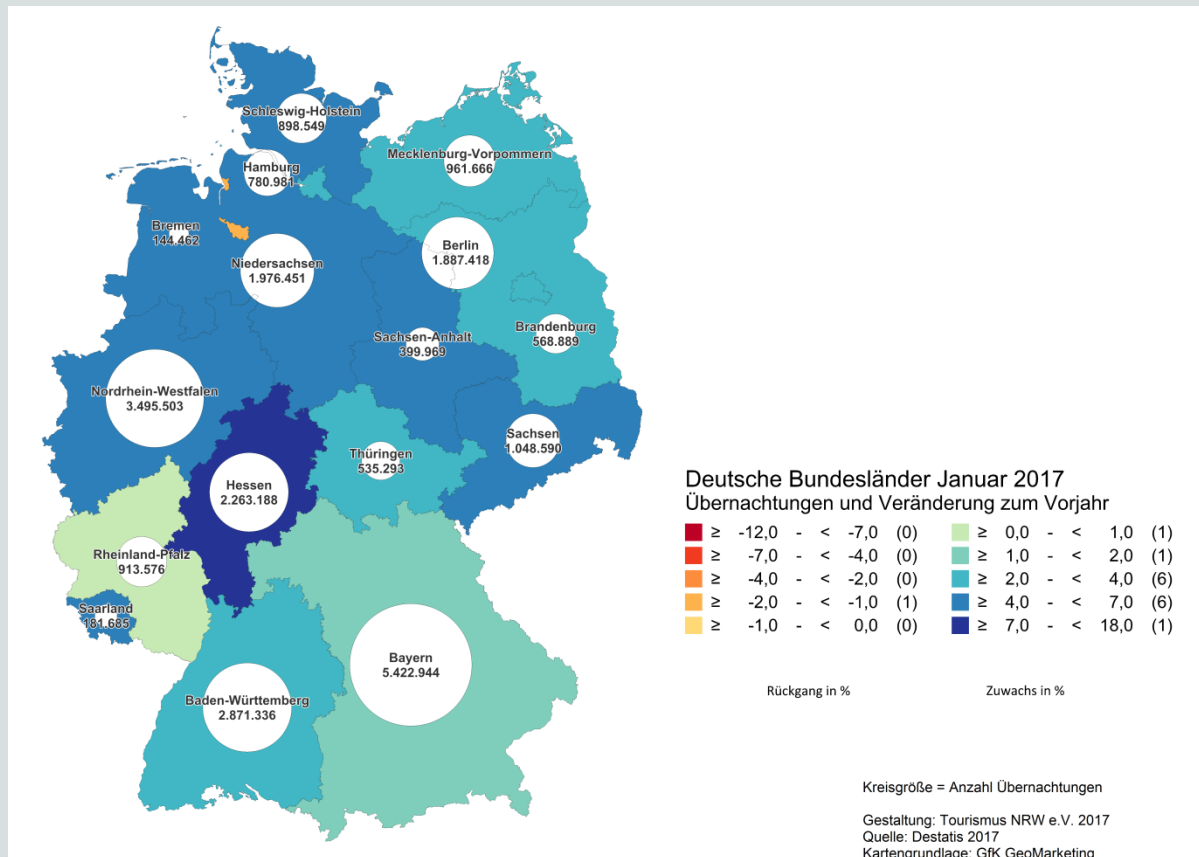 Schleswig-Holstein
898.549
Mecklenburg-Vorpommern
961.666
Hamburg
780.981
Bremen
144.462
Berlin
1.887.418
Niedersachsen
1.976.451
Brandenburg
568.889
Sachsen-Anhalt
399.969
Nordrhein-Westfalen
3.495.503
Sachsen
1.048.590
Thüringen
535.293
Hessen
2.263.188
Rheinland-Pfalz
913.576
Saarland
181.685
Bayern
5.422.944
Baden-Württemberg
2.871.336
Deutsche Bundesländer Januar 2017
Übernachtungen und Veränderung zum Vorjahr
≥ -12,0 - < -7,0 (0)
≥ -7,0 - < -4,0 (0)
≥ -4,0 - < -2,0 (0)
≥ -2,0 - < -1,0 (1)
≥ -1,0 - < 0,0 (0)
≥ 0,0 - < 1,0 (1)
≥ 1,0 - < 2,0 (1)
≥ 2,0 - < 4,0 (6)
≥ 4,0 - < 7,0 (6)
≥ 7,0 - < 18,0 (1)
Rückgang in %
Zuwachs in %
Kreisgröße = Anzahl Übernachtungen
Gestaltung: Tourismus NRW e.V. 2017
Quelle: Destatis 2017
Kartengrundlage: GfK GeoMarketing